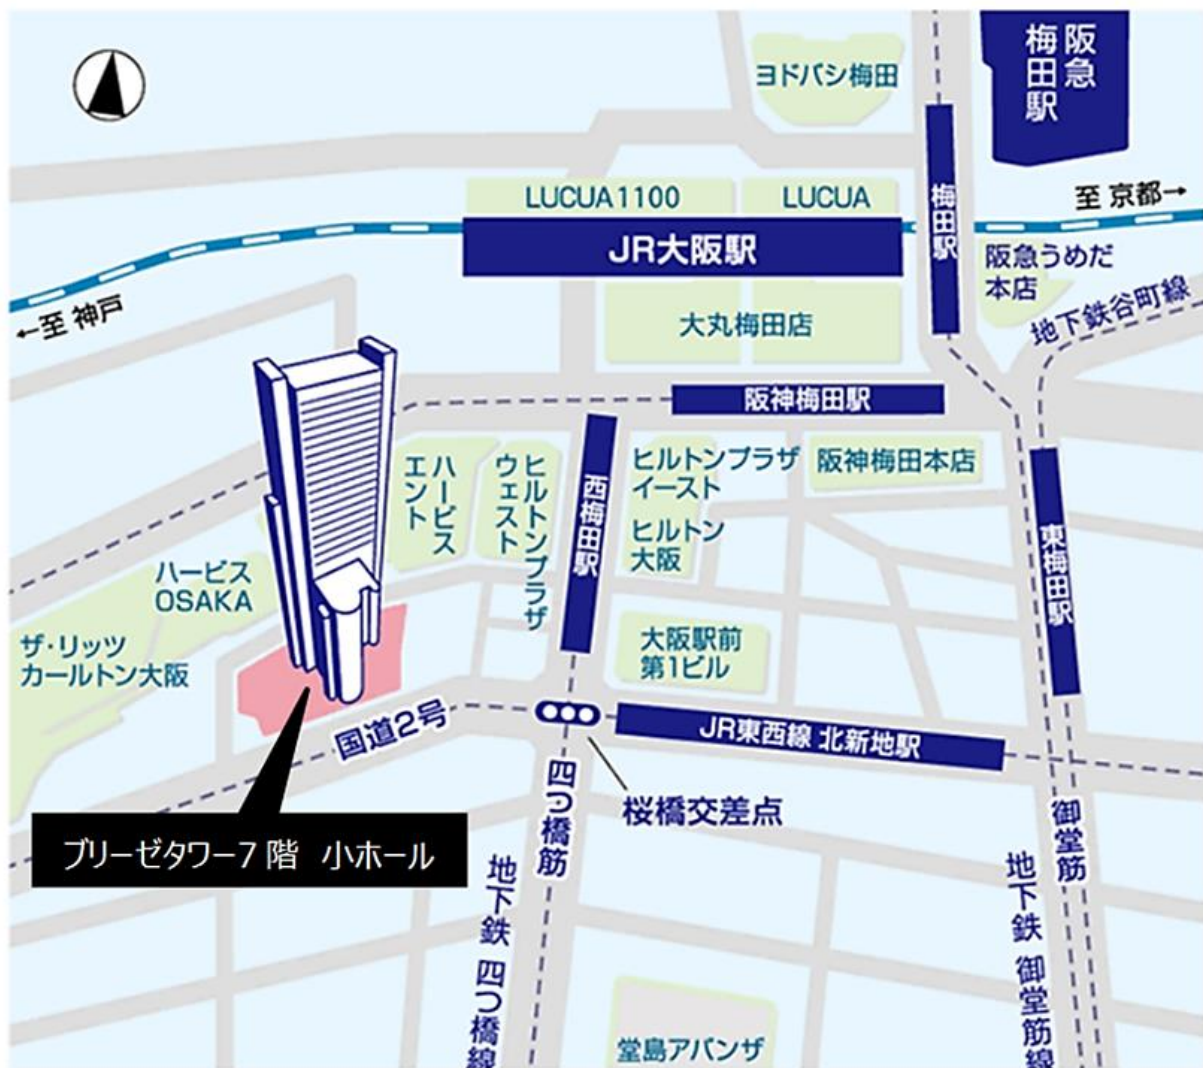 ヨドバシ梅田
阪急
梅田駅
至 京都→
LUCUA1100
LUCUA
梅田駅
JR大阪駅
阪急うめだ
本店
←至 神戸
大丸梅田店
地下鉄谷町線
阪神梅田駅
ハービス
エント
ヒルトンプラザ
ウェスト
西梅田駅
ヒルトンプラザ
イースト
阪神梅田本店
ヒルトン
大阪
東梅田駅
ハービス
OSAKA
ザ・リッツ
カールトン大阪
大阪駅前
第1ビル
国道2号
JR東西線 北新地駅
桜橋交差点
四つ橋筋
御堂筋
ブリーゼタワー7 階 小ホール
地下鉄 四つ橋線
地下鉄 御堂筋線
堂島アバンザ